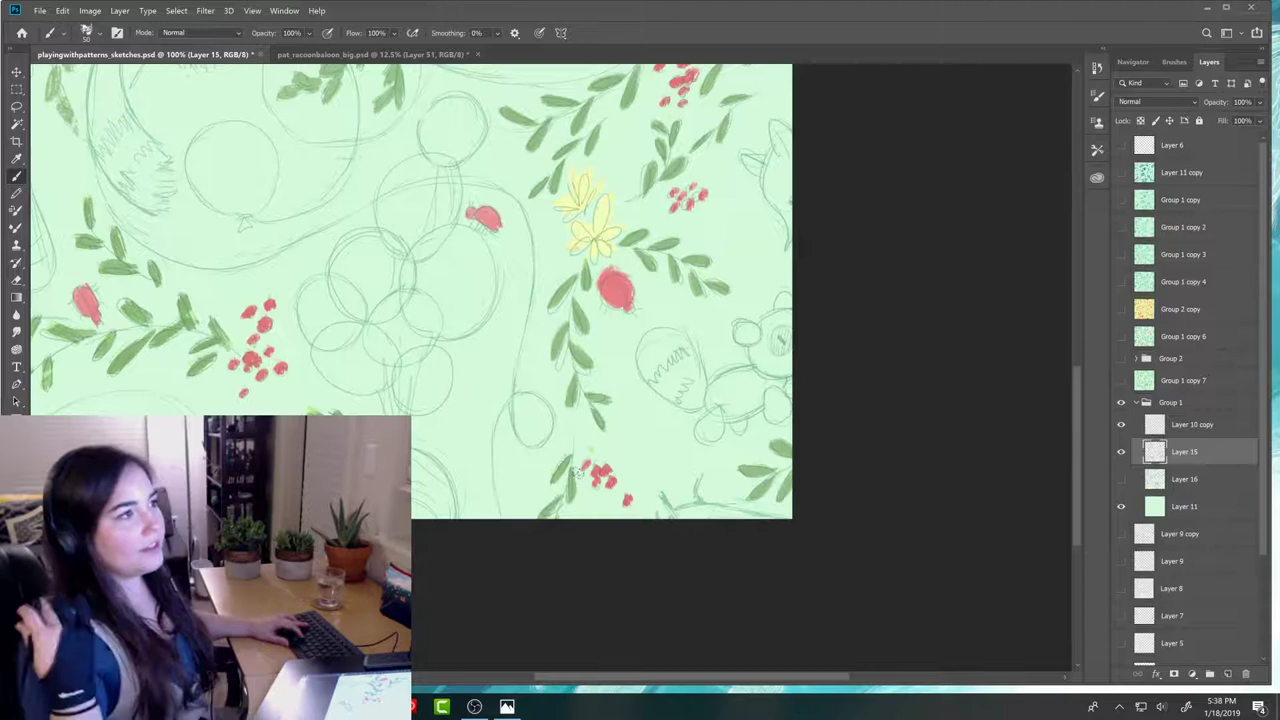 Ps File Edit Image Layer Type Select Filter 3D View Window Help
50 Mode: Normal Opacity: 100% Flow: 100% Smoothing: 0%
playingwithpatterns_sketches.psd @ 100% (Layer 15, RGB/8) * × pat_racoonbaloon_big.psd @ 12.5% (Layer 51, RGB/8) * ×
Navigator Brushes Layers
Kind
Normal Opacity: 100%
Lock: Fill: 100%
Layer 6
Layer 11 copy
Group 1 copy
Group 1 copy 2
Group 1 copy 3
Group 1 copy 4
Group 2 copy
Group 1 copy 6
Group 2
Group 1 copy 7
Group 1
Layer 10 copy
Layer 15
Layer 16
Layer 11
Layer 9 copy
Layer 9
Layer 8
Layer 7
Layer 5
fx
5:38 PM
1/18/2019
4